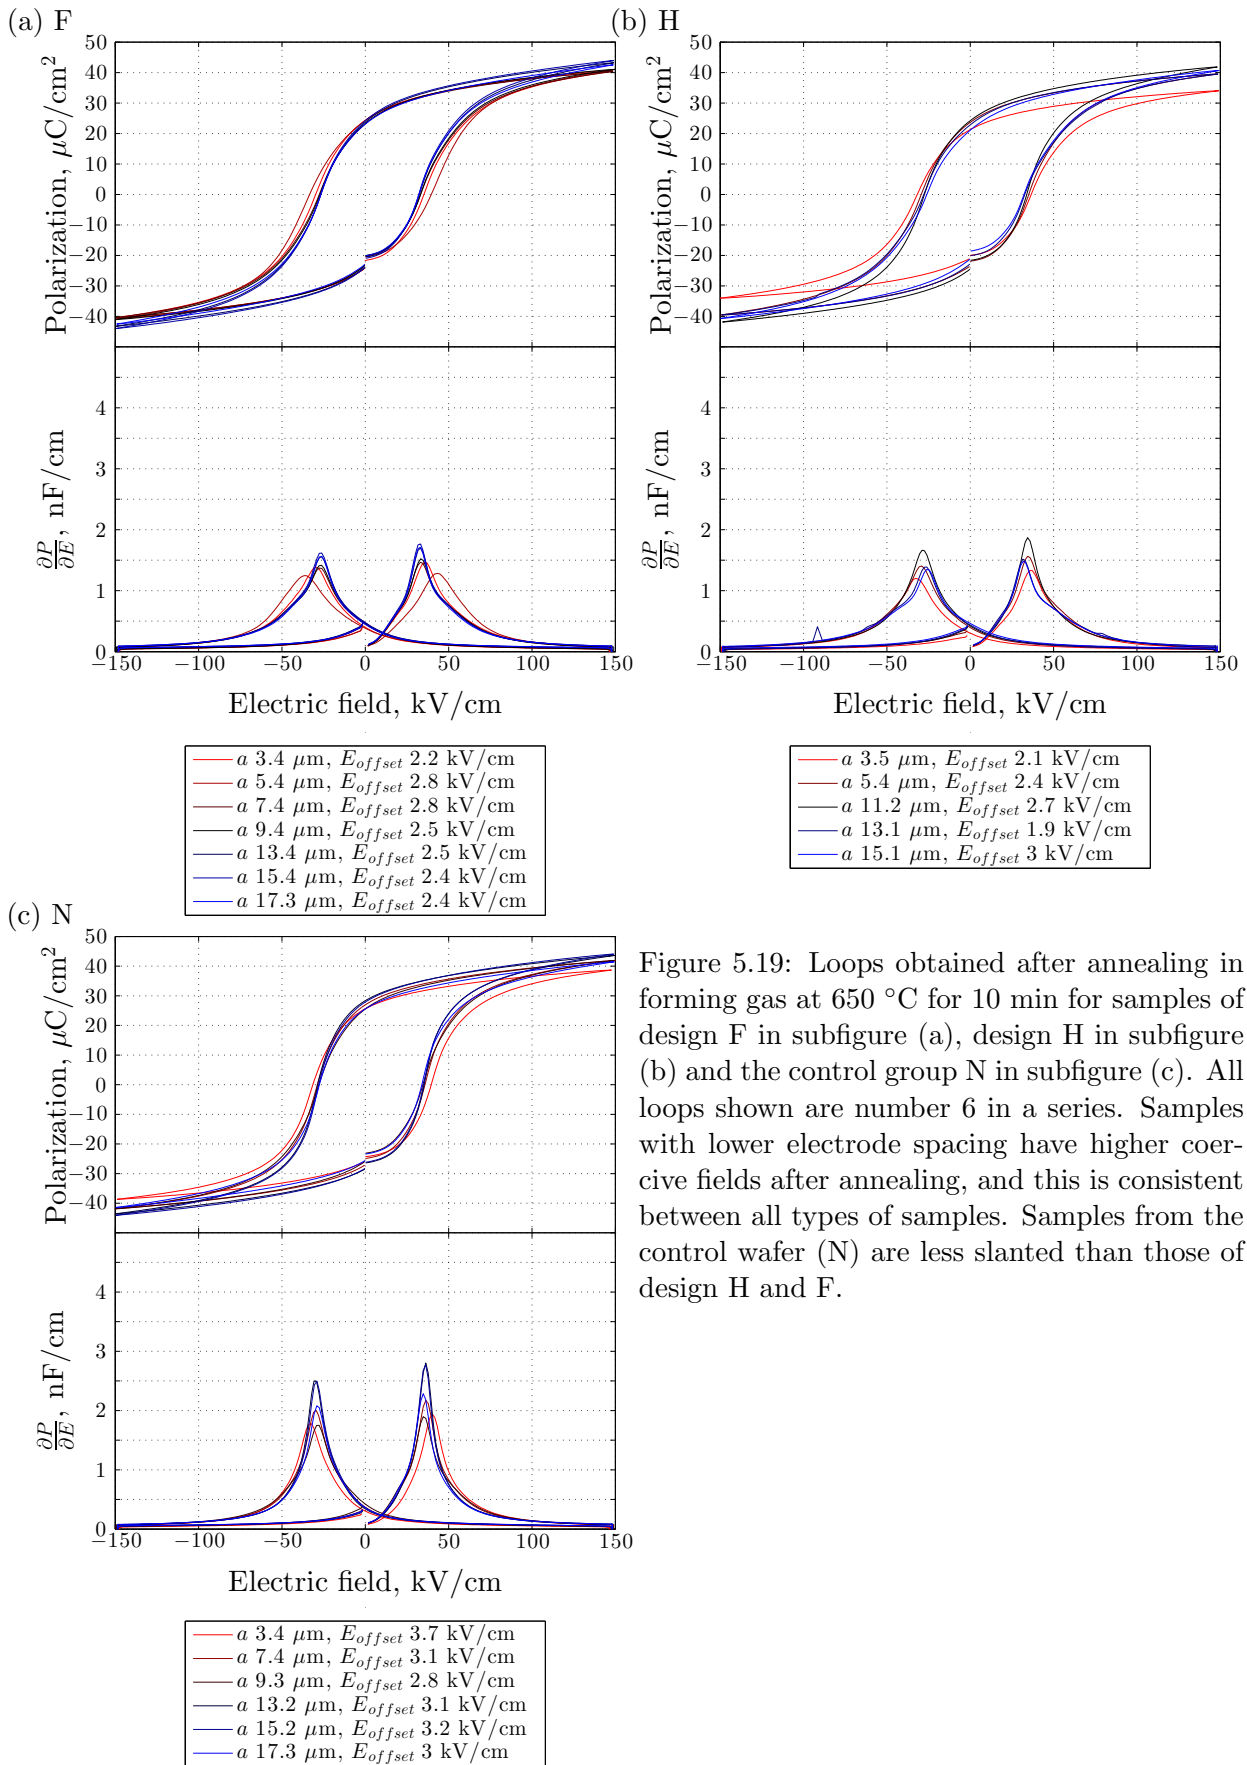 (a) F
50
40
30
20
10
0
−10
−20
−30
−40
Polarization, μC/cm²
4
3
2
1
0
∂P/∂E, nF/cm
−150 −100 −50 0 50 100 150
Electric field, kV/cm
a 3.4 μm, E_offset 2.2 kV/cm
a 5.4 μm, E_offset 2.8 kV/cm
a 7.4 μm, E_offset 2.8 kV/cm
a 9.4 μm, E_offset 2.5 kV/cm
a 13.4 μm, E_offset 2.5 kV/cm
a 15.4 μm, E_offset 2.4 kV/cm
a 17.3 μm, E_offset 2.4 kV/cm
(b) H
50
40
30
20
10
0
−10
−20
−30
−40
Polarization, μC/cm²
4
3
2
1
0
∂P/∂E, nF/cm
−150 −100 −50 0 50 100 150
Electric field, kV/cm
a 3.5 μm, E_offset 2.1 kV/cm
a 5.4 μm, E_offset 2.4 kV/cm
a 11.2 μm, E_offset 2.7 kV/cm
a 13.1 μm, E_offset 1.9 kV/cm
a 15.1 μm, E_offset 3 kV/cm
(c) N
50
40
30
20
10
0
−10
−20
−30
−40
Polarization, μC/cm²
4
3
2
1
0
∂P/∂E, nF/cm
−150 −100 −50 0 50 100 150
Electric field, kV/cm
a 3.4 μm, E_offset 3.7 kV/cm
a 7.4 μm, E_offset 3.1 kV/cm
a 9.3 μm, E_offset 2.8 kV/cm
a 13.2 μm, E_offset 3.1 kV/cm
a 15.2 μm, E_offset 3.2 kV/cm
a 17.3 μm, E_offset 3 kV/cm
Figure 5.19: Loops obtained after annealing in
forming gas at 650 °C for 10 min for samples of
design F in subfigure (a), design H in subfigure
(b) and the control group N in subfigure (c). All
loops shown are number 6 in a series. Samples
with lower electrode spacing have higher coer-
cive fields after annealing, and this is consistent
between all types of samples. Samples from the
control wafer (N) are less slanted than those of
design H and F.